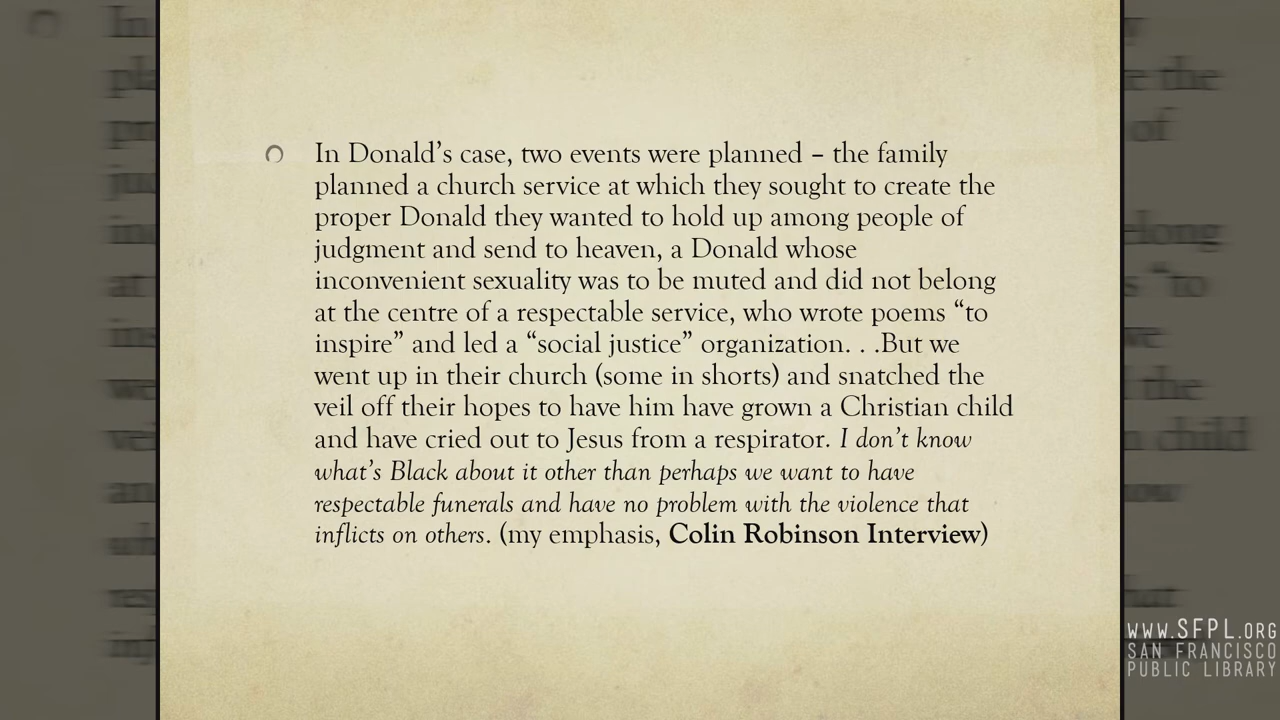 In Donald’s case, two events were planned – the family
planned a church service at which they sought to create the
proper Donald they wanted to hold up among people of
judgment and send to heaven, a Donald whose
inconvenient sexuality was to be muted and did not belong
at the centre of a respectable service, who wrote poems “to
inspire” and led a “social justice” organization. . .But we
went up in their church (some in shorts) and snatched the
veil off their hopes to have him have grown a Christian child
and have cried out to Jesus from a respirator. I don’t know
what’s Black about it other than perhaps we want to have
respectable funerals and have no problem with the violence that
inflicts on others. (my emphasis, Colin Robinson Interview)
WWW.SFPL.ORG
SAN FRANCISCO
PUBLIC LIBRARY